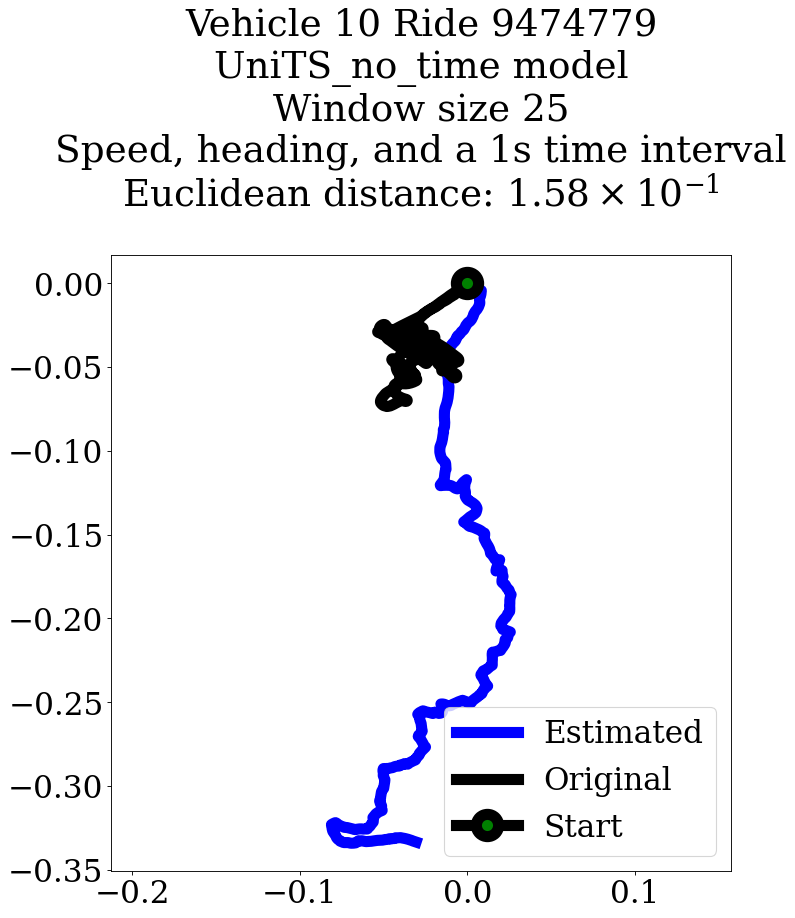 Vehicle 10 Ride 9474779
UniTS_no_time model
Window size 25
Speed, heading, and a 1s time interval
Euclidean distance: 1.58 × 10⁻¹
0.00
−0.05
−0.10
−0.15
−0.20
−0.25
−0.30
−0.35
−0.2
−0.1
0.0
0.1
Estimated
Original
Start